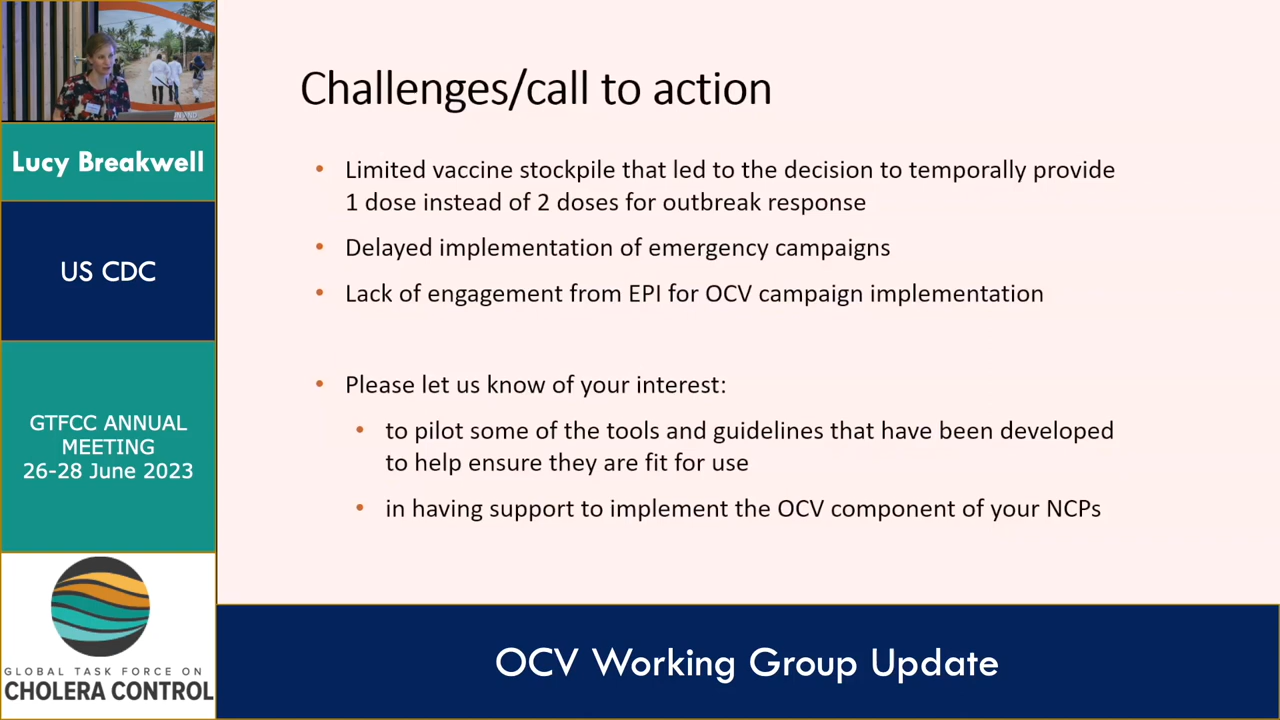 Lucy Breakwell
US CDC
GTFCC ANNUAL
MEETING
26-28 June 2023
GLOBAL TASK FORCE ON
CHOLERA CONTROL
Challenges/call to action
• Limited vaccine stockpile that led to the decision to temporally provide
1 dose instead of 2 doses for outbreak response
• Delayed implementation of emergency campaigns
• Lack of engagement from EPI for OCV campaign implementation
• Please let us know of your interest:
• to pilot some of the tools and guidelines that have been developed
to help ensure they are fit for use
• in having support to implement the OCV component of your NCPs
OCV Working Group Update